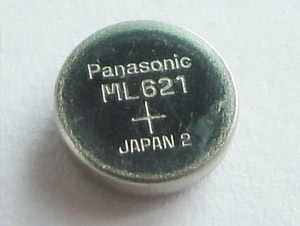 Panasonic
ML621
+
JAPAN 2